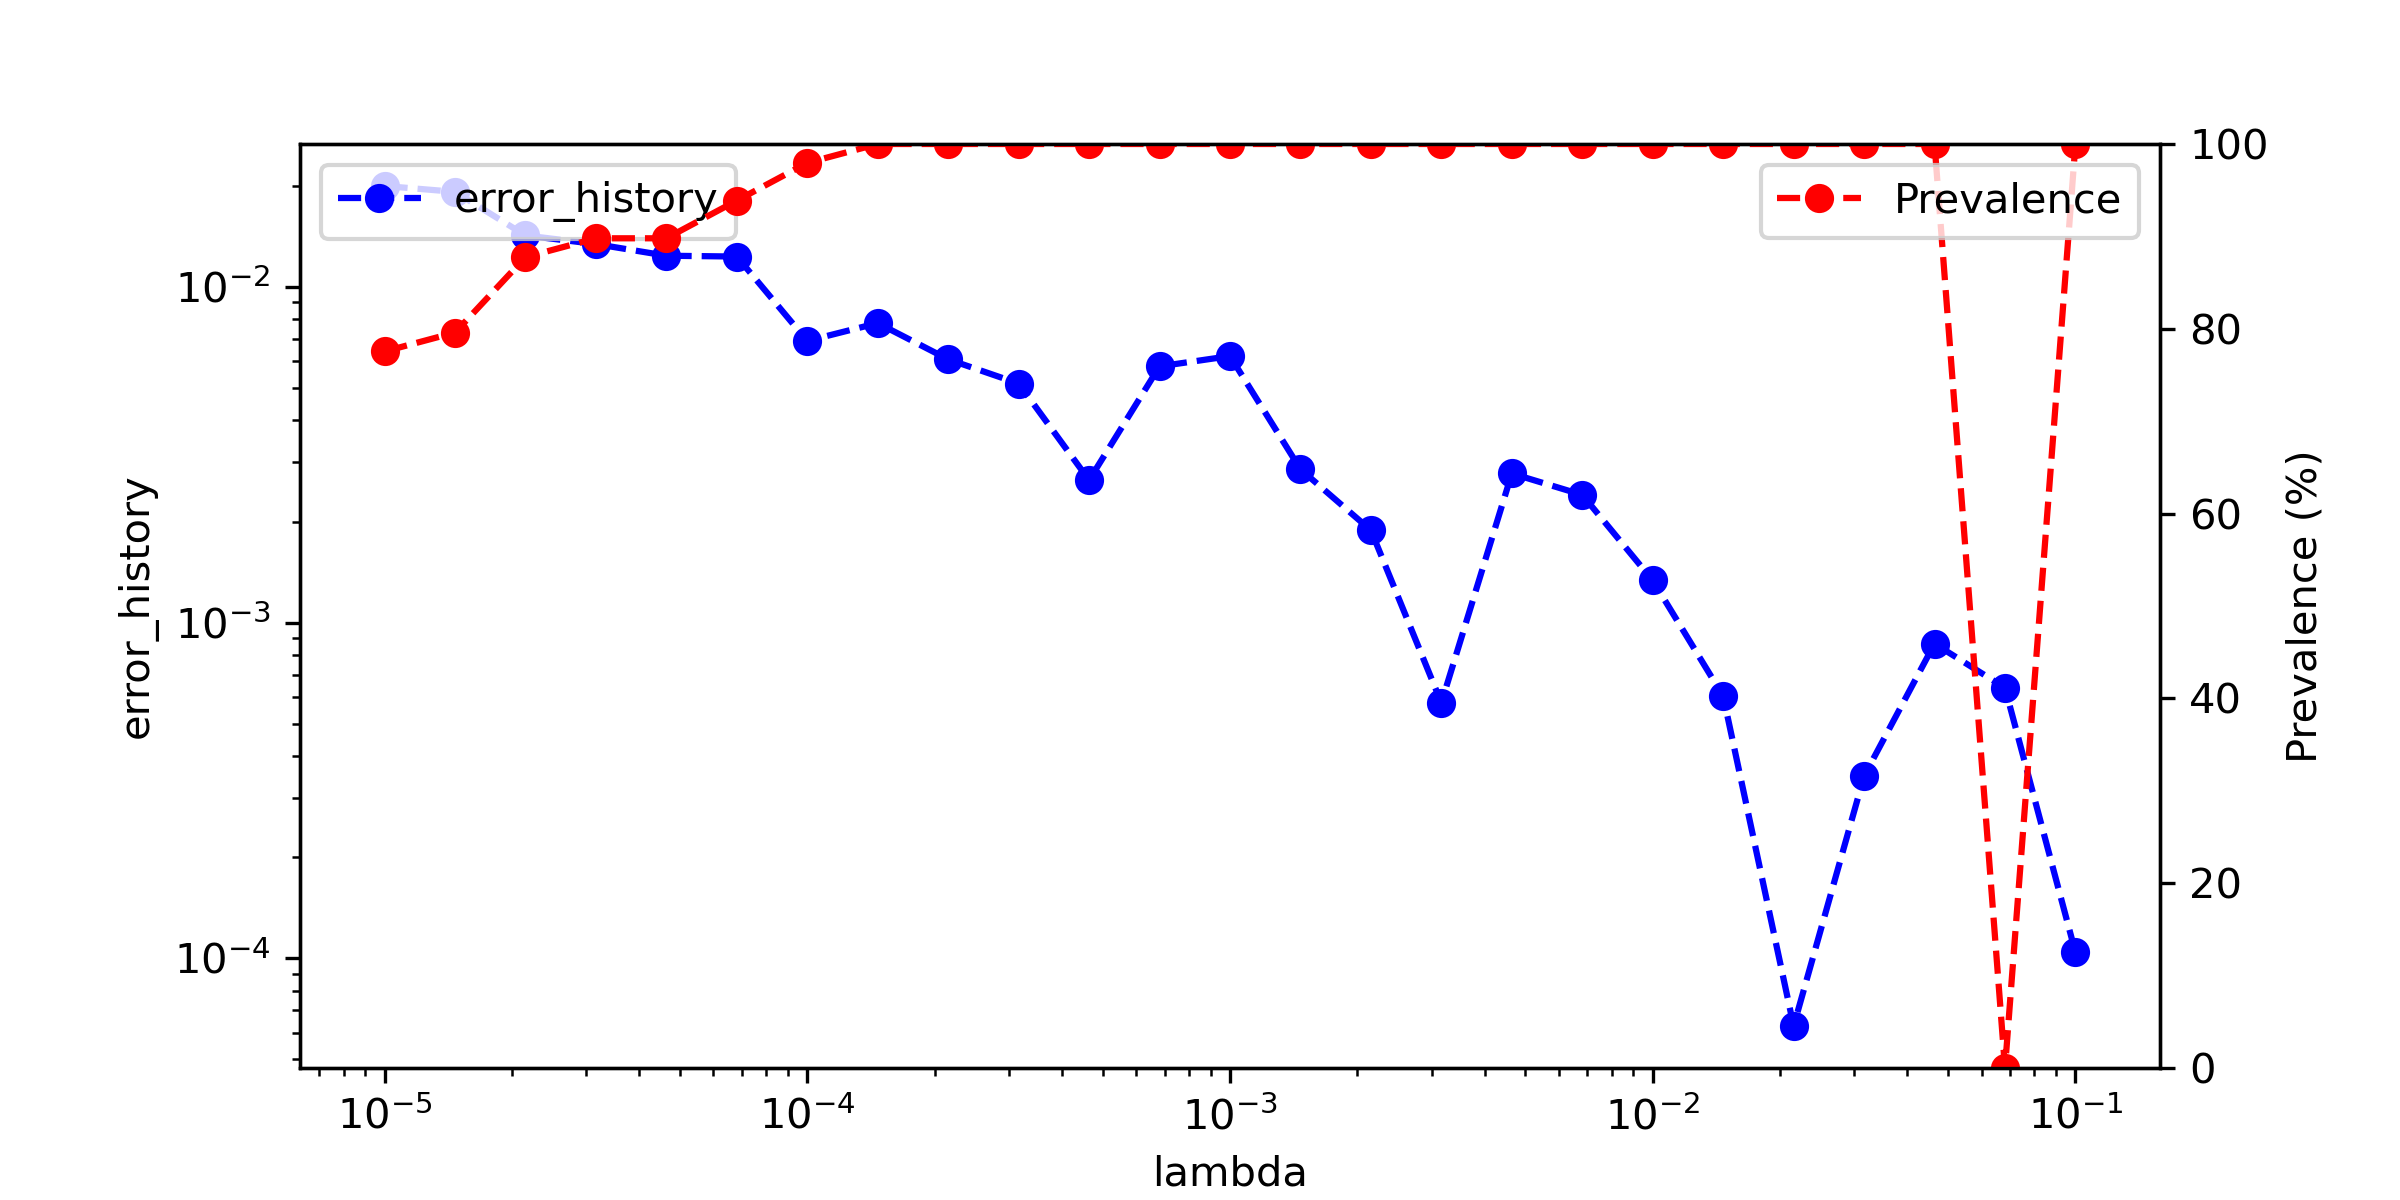 error_history
Prevalence
error_history
10⁻²
10⁻³
10⁻⁴
100
80
60
40
20
0
Prevalence (%)
10⁻⁵
10⁻⁴
10⁻³
10⁻²
10⁻¹
lambda